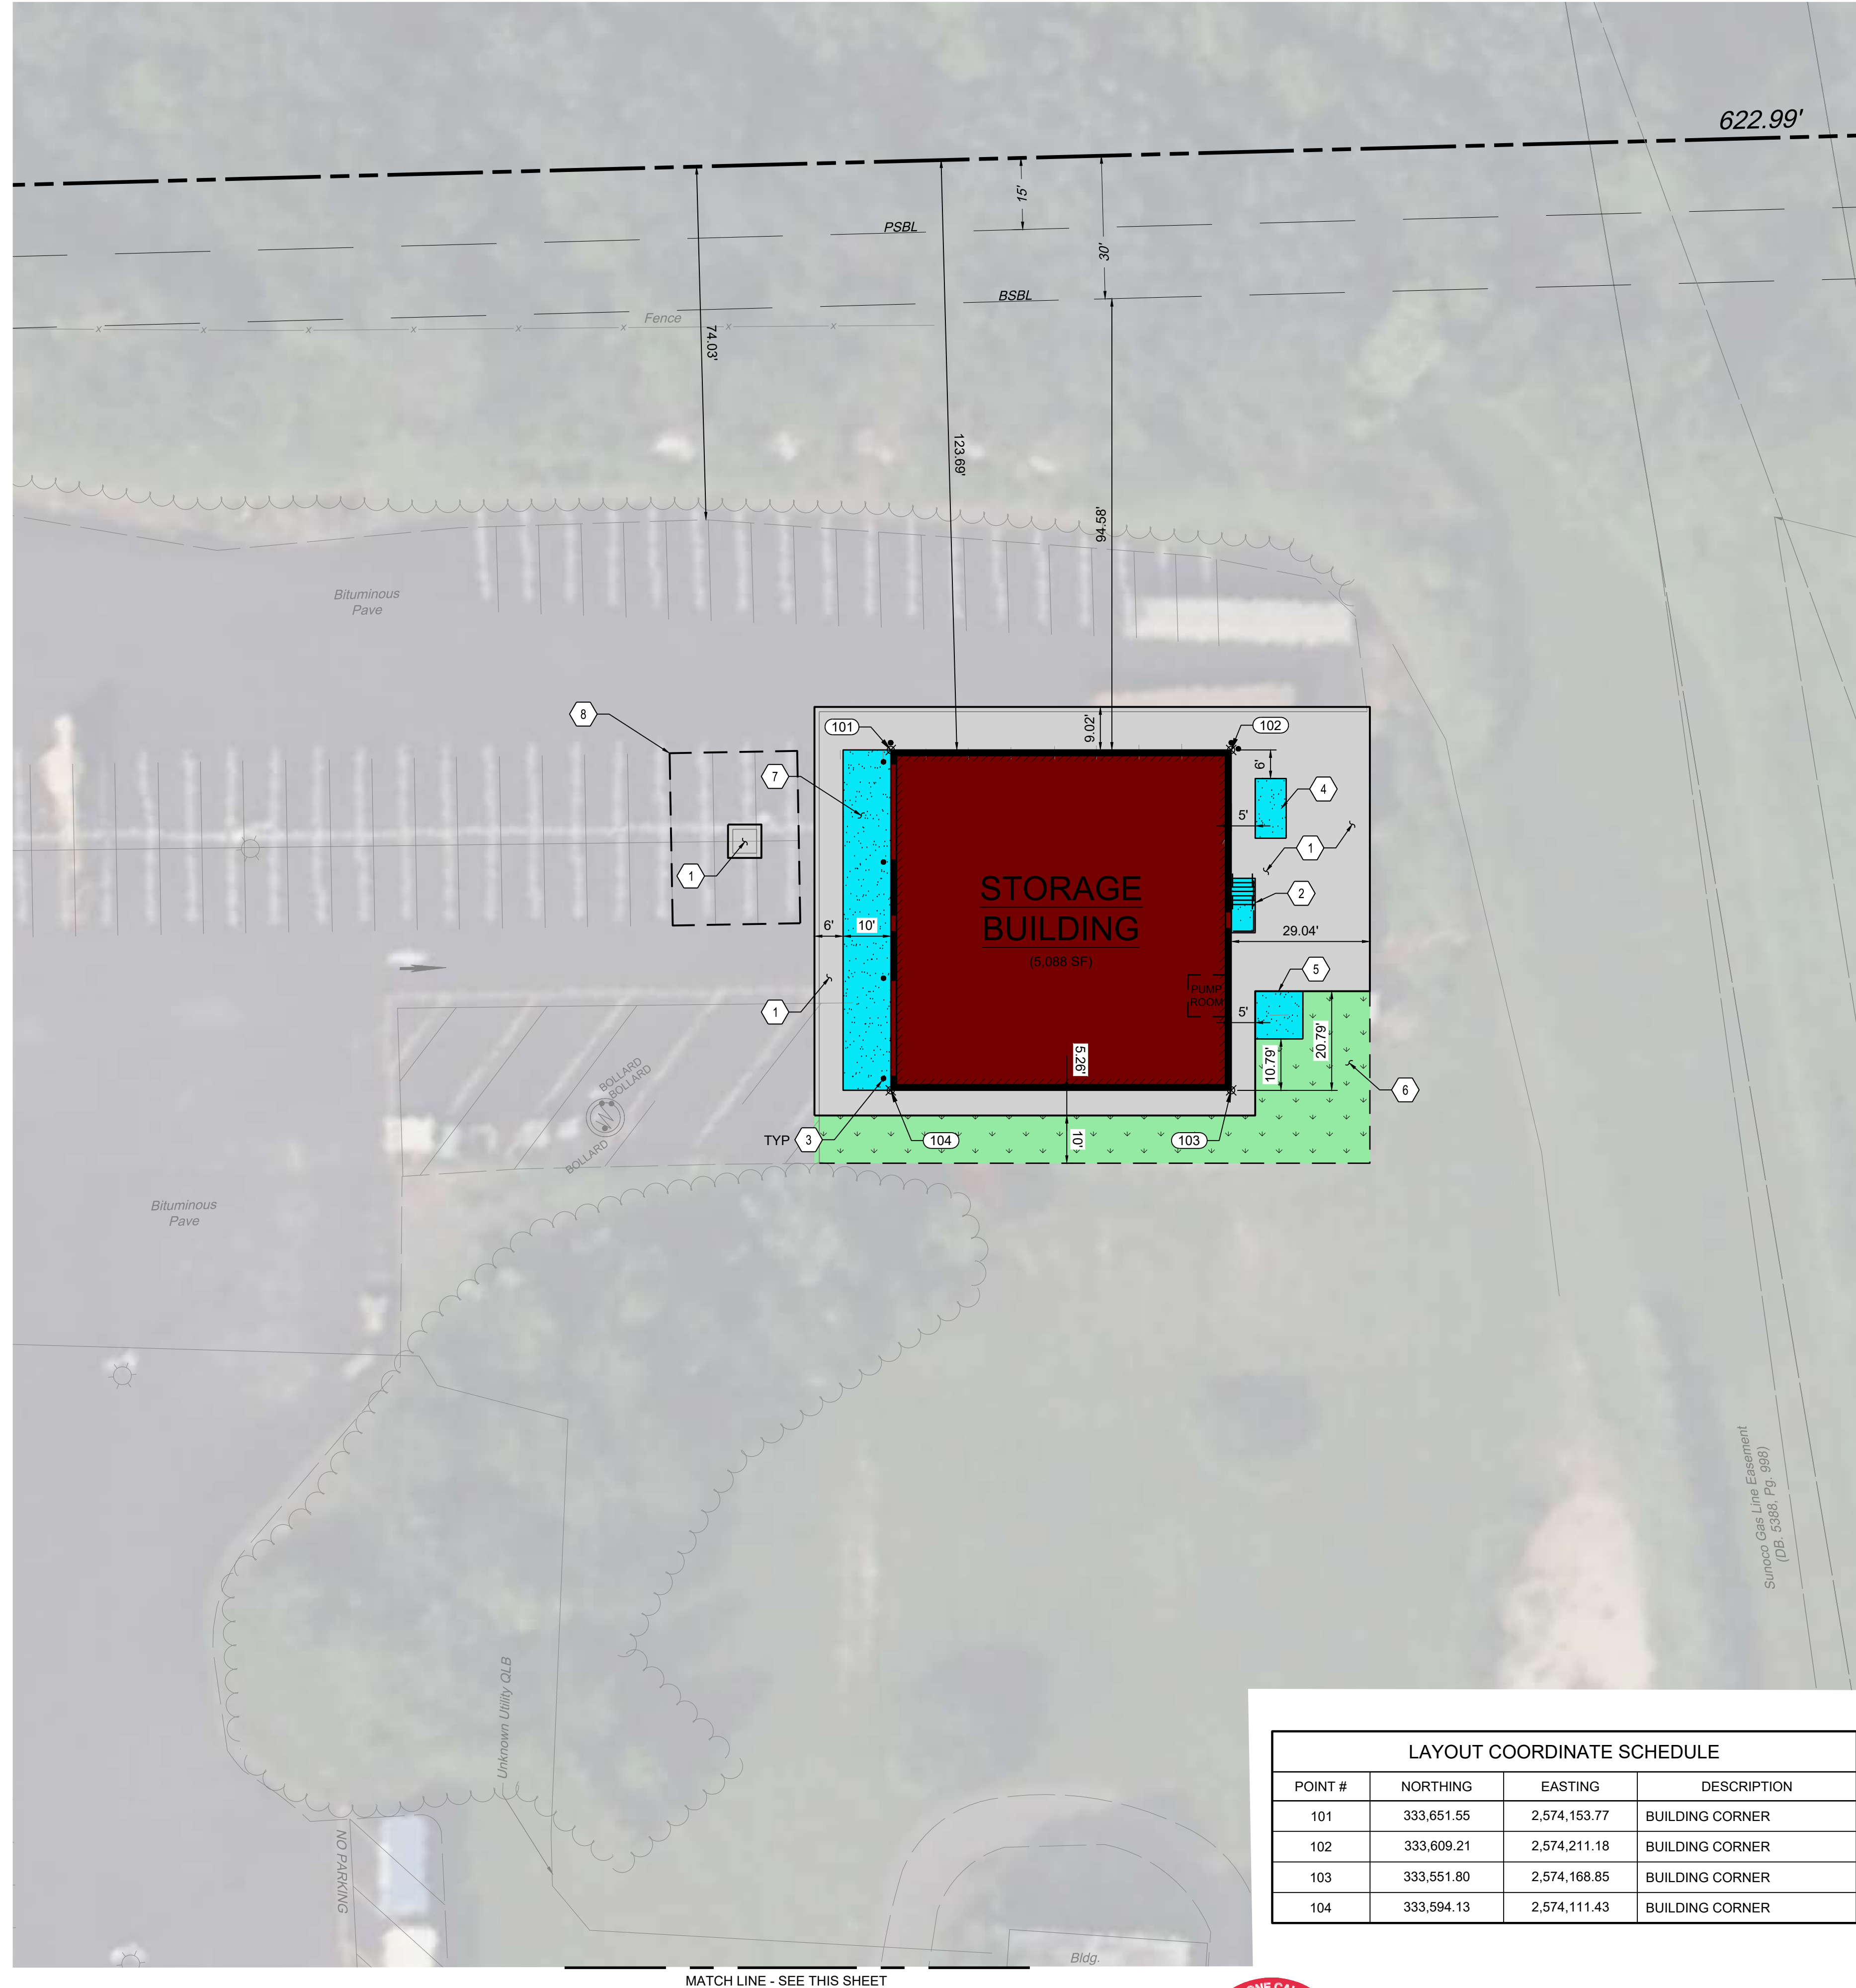 622.99'
15'
PSBL
30'
BSBL
Fence
74.03'
123.69'
94.58'
Bituminous
Pave
8
101
9.02'
102
7
6'
4
5'
1
1
STORAGE
BUILDING
(5,088 SF)
2
6'
10'
29.04'
5
PUMP
ROOM
1
5'
20.79'
10.79'
5.26'
6
BOLLARD
BOLLARD
BOLLARD
TYP
3
104
10'
103
Bituminous
Pave
Sunoco Gas Line Easement
(DB. 5388, Pg. 998)
Unknown Utility QLB
NO PARKING
Bldg.
LAYOUT COORDINATE SCHEDULE
POINT # NORTHING EASTING DESCRIPTION
101 333,651.55 2,574,153.77 BUILDING CORNER
102 333,609.21 2,574,211.18 BUILDING CORNER
103 333,551.80 2,574,168.85 BUILDING CORNER
104 333,594.13 2,574,111.43 BUILDING CORNER
MATCH LINE - SEE THIS SHEET